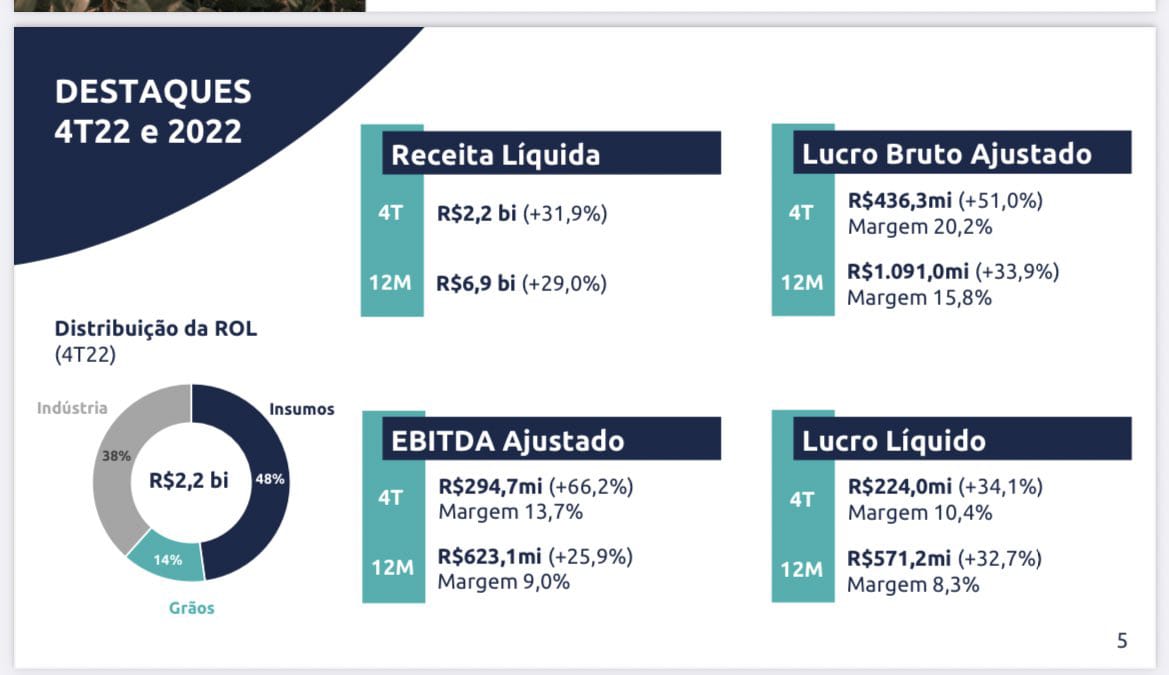 DESTAQUES
4T22 e 2022
Receita Líquida
4T
R$2,2 bi (+31,9%)
12M
R$6,9 bi (+29,0%)
Lucro Bruto Ajustado
4T
R$436,3mi (+51,0%)
Margem 20,2%
12M
R$1.091,0mi (+33,9%)
Margem 15,8%
Distribuição da ROL
(4T22)
Indústria
Insumos
38%
R$2,2 bi
48%
14%
Grãos
EBITDA Ajustado
4T
R$294,7mi (+66,2%)
Margem 13,7%
12M
R$623,1mi (+25,9%)
Margem 9,0%
Lucro Líquido
4T
R$224,0mi (+34,1%)
Margem 10,4%
12M
R$571,2mi (+32,7%)
Margem 8,3%
5